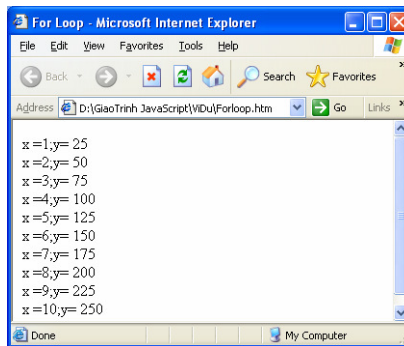 For Loop - Microsoft Internet Explorer
File Edit View Favorites Tools Help
Back Search Favorites »
Address D:\GiaoTrinh JavaScript\ViDu\Forloop.htm Go Links »
x =1;y= 25
x =2;y= 50
x =3;y= 75
x =4;y= 100
x =5;y= 125
x =6;y= 150
x =7;y= 175
x =8;y= 200
x =9;y= 225
x =10;y= 250
Done My Computer